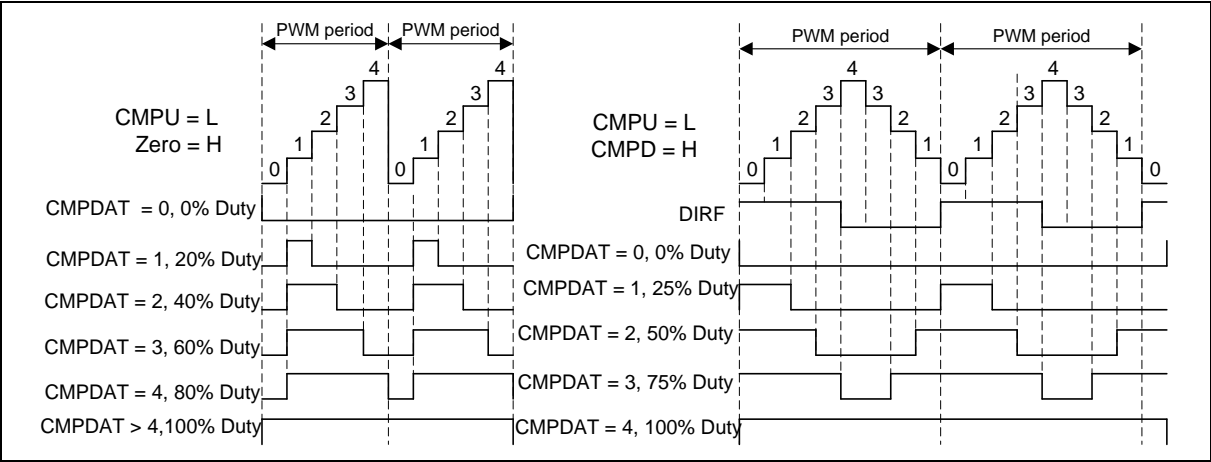 PWM period PWM period
4 4
3 3
2 2
1 1
0 0
CMPU = L
Zero = H
CMPDAT = 0, 0% Duty
CMPDAT = 1, 20% Duty
CMPDAT = 2, 40% Duty
CMPDAT = 3, 60% Duty
CMPDAT = 4, 80% Duty
CMPDAT > 4,100% Duty
PWM period PWM period
4 4
3 3 3 3
2 2 2 2
1 1 1 1
0 0 0
CMPU = L
CMPD = H
DIRF
CMPDAT = 0, 0% Duty
CMPDAT = 1, 25% Duty
CMPDAT = 2, 50% Duty
CMPDAT = 3, 75% Duty
CMPDAT = 4, 100% Duty